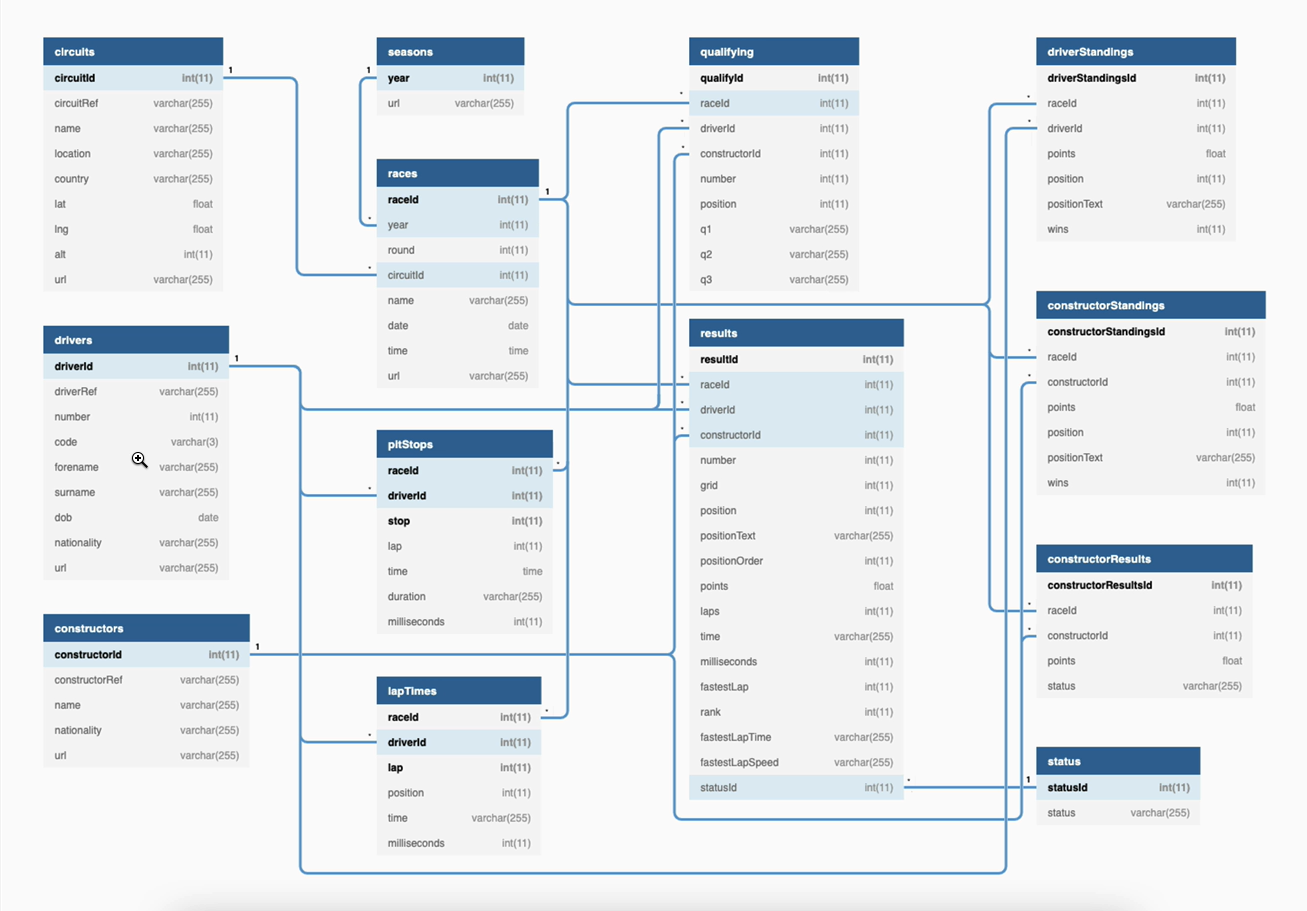 circuits
circuitId int(11)
circuitRef varchar(255)
name varchar(255)
location varchar(255)
country varchar(255)
lat float
lng float
alt int(11)
url varchar(255)
drivers
driverId int(11)
driverRef varchar(255)
number int(11)
code varchar(3)
forename varchar(255)
surname varchar(255)
dob date
nationality varchar(255)
url varchar(255)
constructors
constructorId int(11)
constructorRef varchar(255)
name varchar(255)
nationality varchar(255)
url varchar(255)
seasons
year int(11)
url varchar(255)
races
raceId int(11)
year int(11)
round int(11)
circuitId int(11)
name varchar(255)
date date
time time
url varchar(255)
pitStops
raceId int(11)
driverId int(11)
stop int(11)
lap int(11)
time time
duration varchar(255)
milliseconds int(11)
lapTimes
raceId int(11)
driverId int(11)
lap int(11)
position int(11)
time varchar(255)
milliseconds int(11)
qualifying
qualifyId int(11)
raceId int(11)
driverId int(11)
constructorId int(11)
number int(11)
position int(11)
q1 varchar(255)
q2 varchar(255)
q3 varchar(255)
results
resultId int(11)
raceId int(11)
driverId int(11)
constructorId int(11)
number int(11)
grid int(11)
position int(11)
positionText varchar(255)
positionOrder int(11)
points float
laps int(11)
time varchar(255)
milliseconds int(11)
fastestLap int(11)
rank int(11)
fastestLapTime varchar(255)
fastestLapSpeed varchar(255)
statusId int(11)
driverStandings
driverStandingsId int(11)
raceId int(11)
driverId int(11)
points float
position int(11)
positionText varchar(255)
wins int(11)
constructorStandings
constructorStandingsId int(11)
raceId int(11)
constructorId int(11)
points float
position int(11)
positionText varchar(255)
wins int(11)
constructorResults
constructorResultsId int(11)
raceId int(11)
constructorId int(11)
points float
status varchar(255)
status
statusId int(11)
status varchar(255)
1
1
1
1
1
1